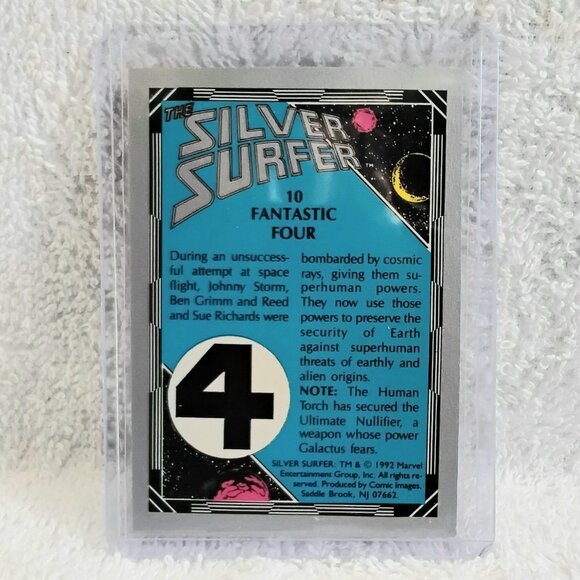 THE
SILVER
SURFER™
10
FANTASTIC
FOUR
During an unsuccess-
ful attempt at space
flight, Johnny Storm,
Ben Grimm and Reed
and Sue Richards were
bombarded by cosmic
rays, giving them su-
perhuman powers.
They now use those
powers to preserve the
security of Earth
against superhuman
threats of earthly and
alien origins.
NOTE: The Human
Torch has secured the
Ultimate Nullifier, a
weapon whose power
Galactus fears.
4
SILVER SURFER: TM & © 1992 Marvel
Entertainment Group, Inc. All rights re-
served. Produced by Comic Images,
Saddle Brook, NJ 07662.